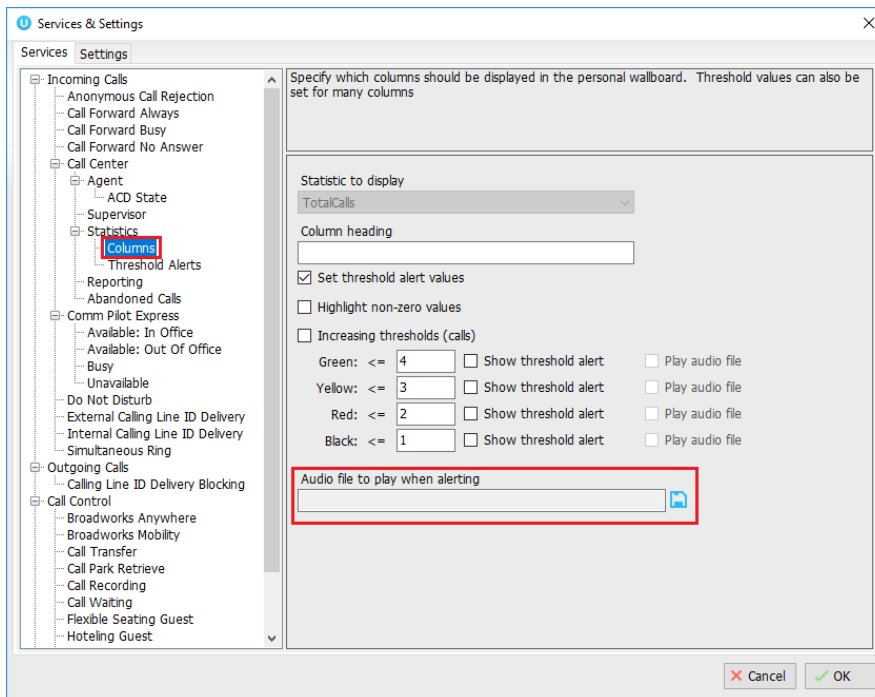 Services & Settings
Services Settings
Incoming Calls
Anonymous Call Rejection
Call Forward Always
Call Forward Busy
Call Forward No Answer
Call Center
Agent
ACD State
Supervisor
Statistics
Columns
Threshold Alerts
Reporting
Abandoned Calls
Comm Pilot Express
Available: In Office
Available: Out Of Office
Busy
Unavailable
Do Not Disturb
External Calling Line ID Delivery
Internal Calling Line ID Delivery
Simultaneous Ring
Outgoing Calls
Calling Line ID Delivery Blocking
Call Control
Broadworks Anywhere
Broadworks Mobility
Call Transfer
Call Park Retrieve
Call Recording
Call Waiting
Flexible Seating Guest
Hoteling Guest
Specify which columns should be displayed in the personal wallboard. Threshold values can also be
set for many columns
Statistic to display
TotalCalls
Column heading
Set threshold alert values
Highlight non-zero values
Increasing thresholds (calls)
Green: <= 4 Show threshold alert Play audio file
Yellow: <= 3 Show threshold alert Play audio file
Red: <= 2 Show threshold alert Play audio file
Black: <= 1 Show threshold alert Play audio file
Audio file to play when alerting
Cancel OK